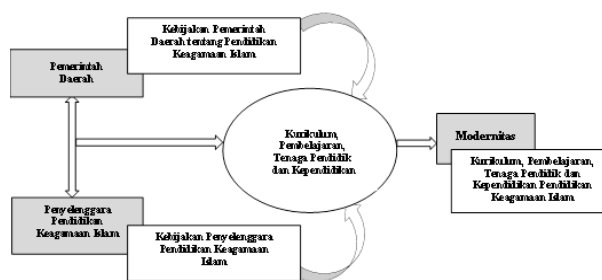 Kebijakan Pemerintah
Daerah tentang Pendidikan
Keagamaan Islam
Pemerintah
Daerah
Kurikulum,
Pembelajaran,
Tenaga Pendidik
dan Kependidikan
Modernitas
Kurikulum, Pembelajaran,
Tenaga Pendidik dan
Kependidikan Pendidikan
Keagamaan Islam
Penyelenggara
Pendidikan
Keagamaan Islam
Kebijakan Penyelenggara
Pendidikan Keagamaan
Islam